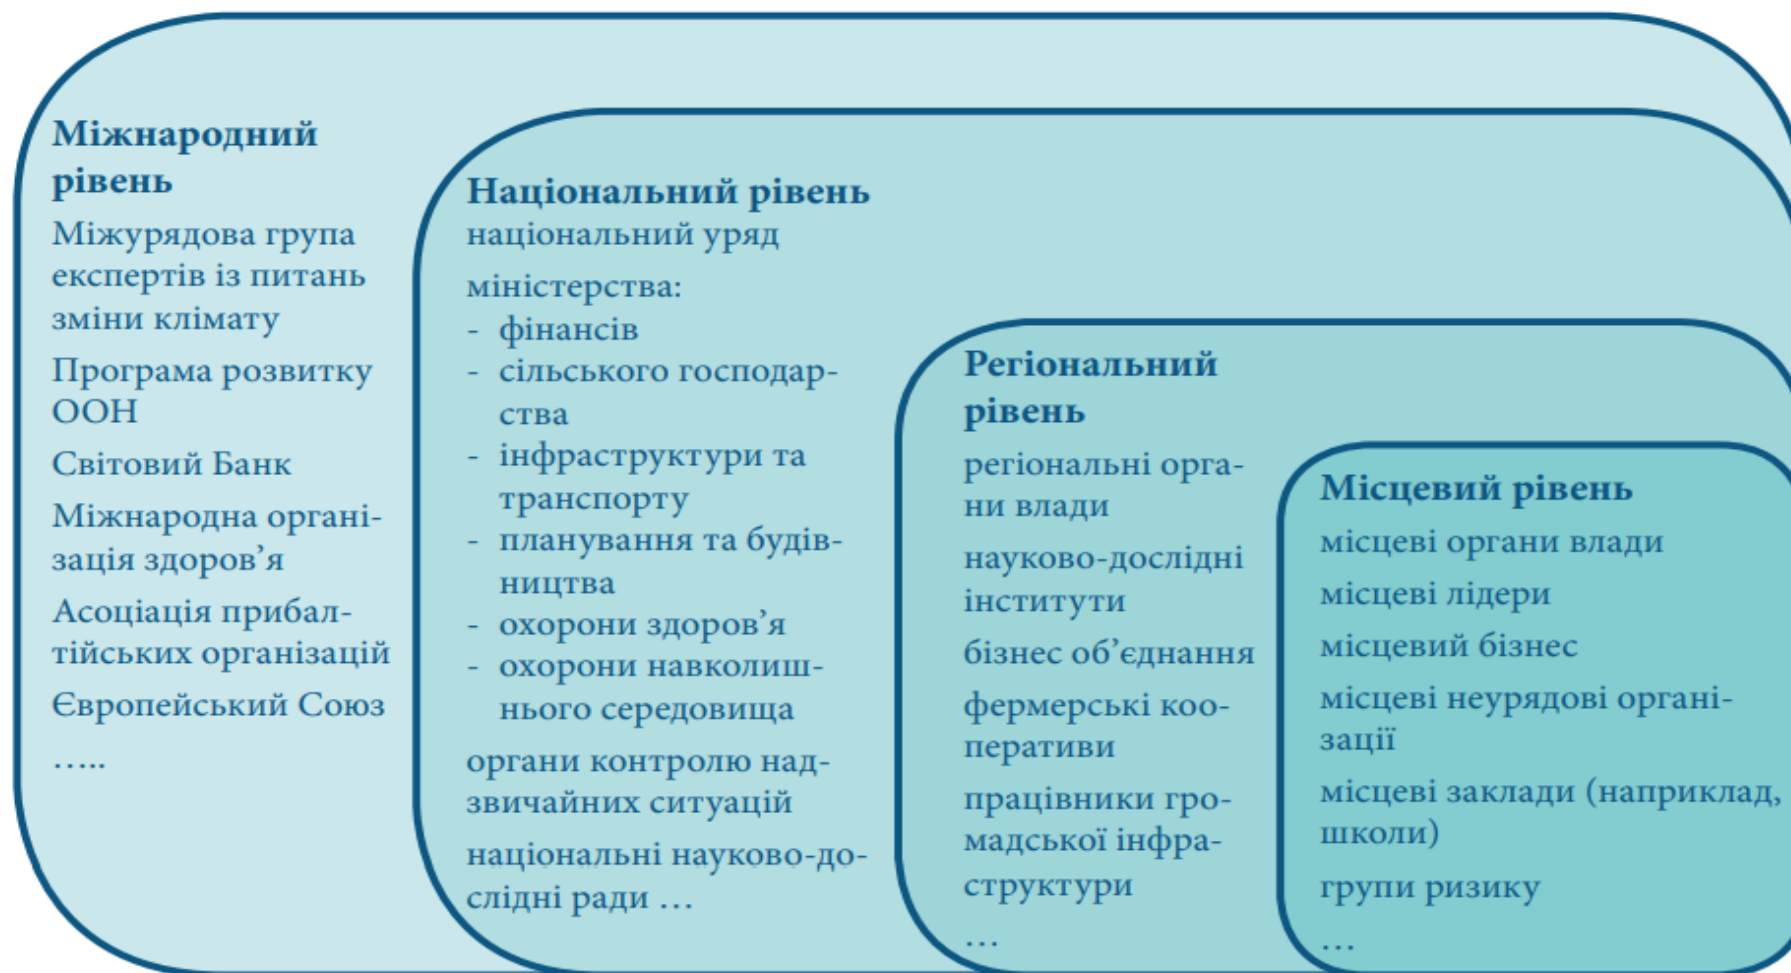 Міжнародний
рівень
Міжурядова група
експертів із питань
зміни клімату
Програма розвитку
ООН
Світовий Банк
Міжнародна органі-
зація здоров’я
Асоціація прибал-
тійських організацій
Європейський Союз
…..
Національний рівень
національний уряд
міністерства:
- фінансів
- сільського господар-
ства
- інфраструктури та
транспорту
- планування та будів-
ництва
- охорони здоров’я
- охорони навколиш-
нього середовища
органи контролю над-
звичайних ситуацій
національні науково-до-
слідні ради …
Регіональний
рівень
регіональні орга-
ни влади
науково-дослідні
інститути
бізнес об’єднання
фермерські коо-
перативи
працівники гро-
мадської інфра-
структури
…
Місцевий рівень
місцеві органи влади
місцеві лідери
місцевий бізнес
місцеві неурядові органі-
зації
місцеві заклади (наприклад,
школи)
групи ризику
…